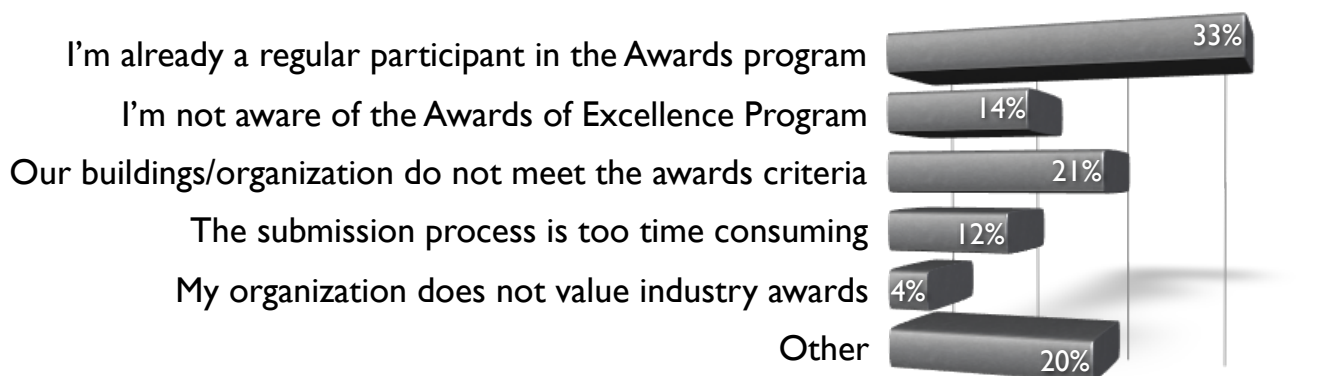 I'm already a regular participant in the Awards program 33%
I'm not aware of the Awards of Excellence Program 14%
Our buildings/organization do not meet the awards criteria 21%
The submission process is too time consuming 12%
My organization does not value industry awards 4%
Other 20%